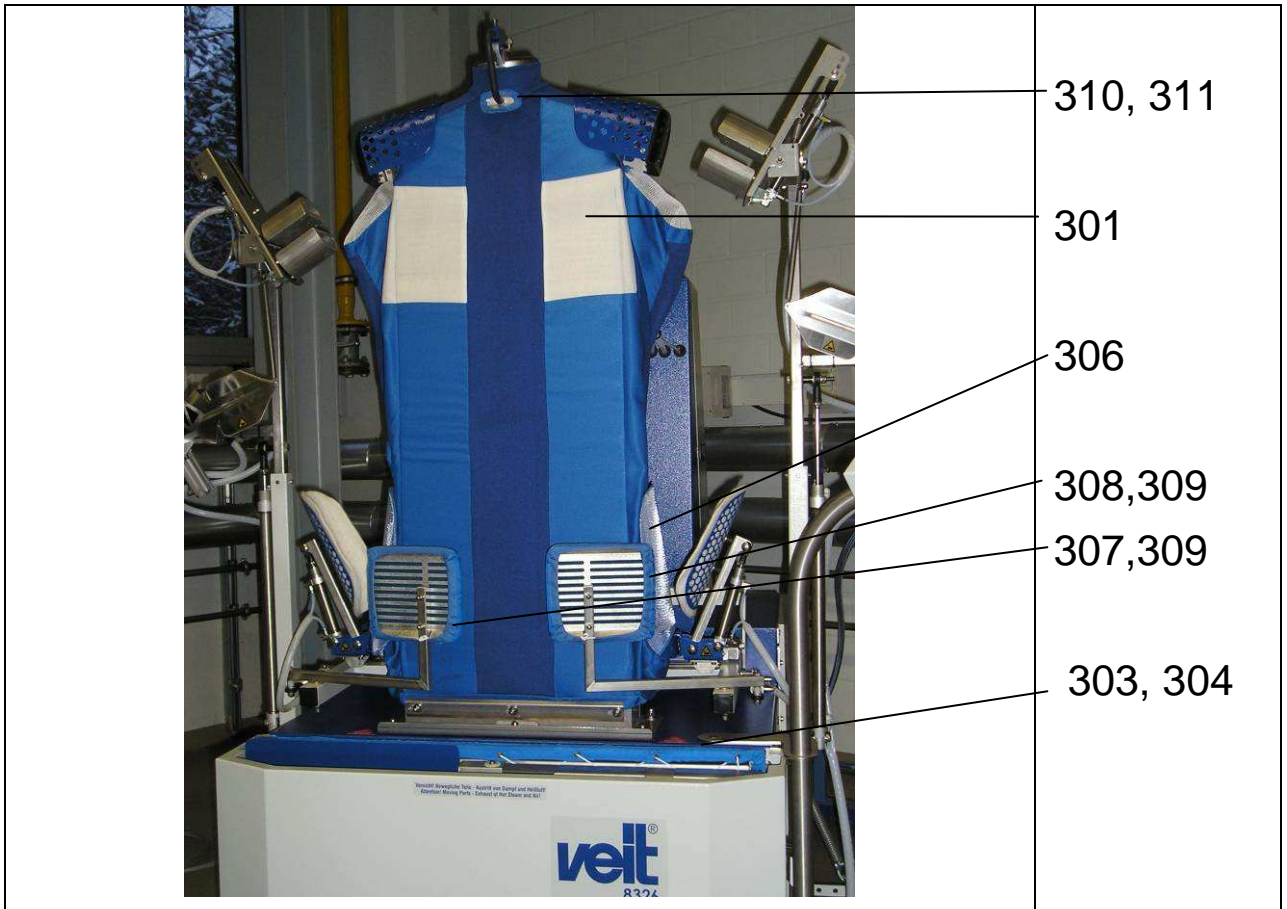 310, 311
301
306
308,309
307,309
303, 304
Vorsicht! Bewegliche Teile - Austritt von Dampf und Heißluft!
Attention! Moving Parts - Exhaust of Hot Steam and Air!
veit®
8326